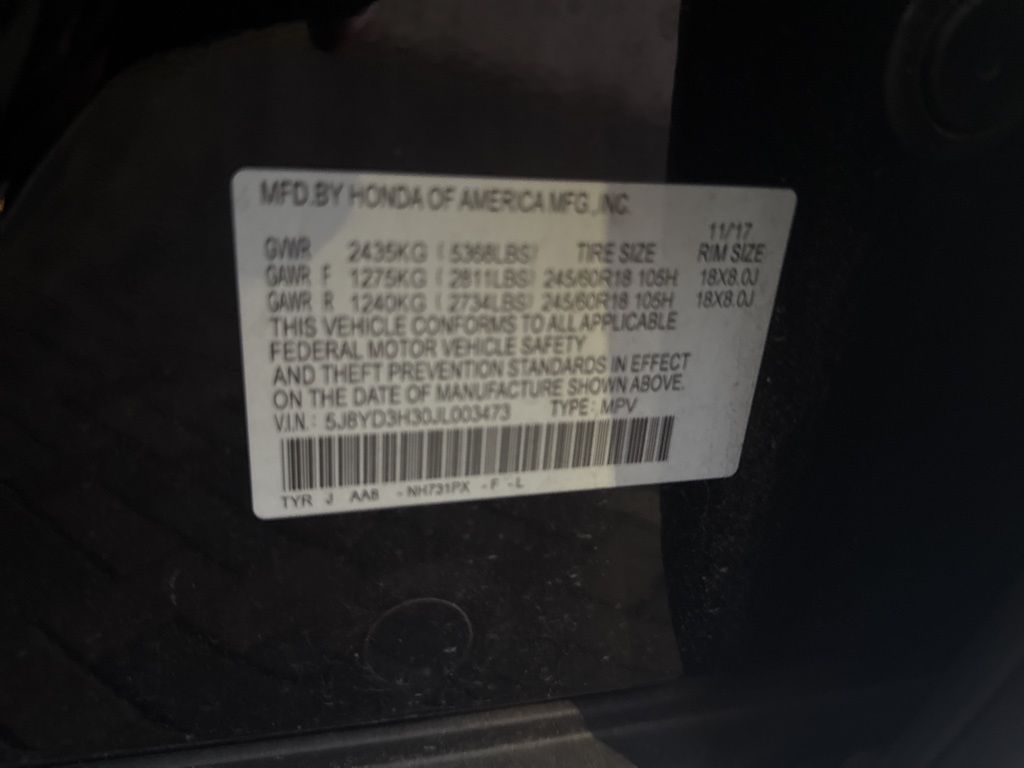 MFD.BY HONDA OF AMERICA MFG.,INC.
11/17
GVWR 2435KG ( 5368LBS) TIRE SIZE RIM SIZE
GAWR F 1275KG ( 2811LBS) 245/60R18 105H 18X8.0J
GAWR R 1240KG ( 2734LBS) 245/60R18 105H 18X8.0J
THIS VEHICLE CONFORMS TO ALL APPLICABLE
FEDERAL MOTOR VEHICLE SAFETY
AND THEFT PREVENTION STANDARDS IN EFFECT
ON THE DATE OF MANUFACTURE SHOWN ABOVE.
V.I.N.: 5J8YD3H30JL003473 TYPE: MPV
TYR J AA8 -NH731PX -F -L